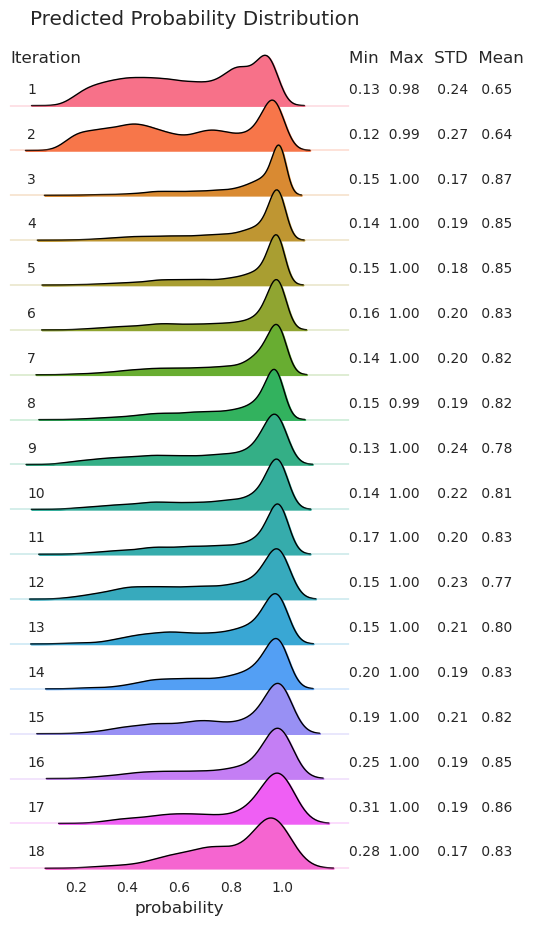 Predicted Probability Distribution
Iteration Min Max STD Mean
1 0.13 0.98 0.24 0.65
2 0.12 0.99 0.27 0.64
3 0.15 1.00 0.17 0.87
4 0.14 1.00 0.19 0.85
5 0.15 1.00 0.18 0.85
6 0.16 1.00 0.20 0.83
7 0.14 1.00 0.20 0.82
8 0.15 0.99 0.19 0.82
9 0.13 1.00 0.24 0.78
10 0.14 1.00 0.22 0.81
11 0.17 1.00 0.20 0.83
12 0.15 1.00 0.23 0.77
13 0.15 1.00 0.21 0.80
14 0.20 1.00 0.19 0.83
15 0.19 1.00 0.21 0.82
16 0.25 1.00 0.19 0.85
17 0.31 1.00 0.19 0.86
18 0.28 1.00 0.17 0.83
0.2 0.4 0.6 0.8 1.0
probability